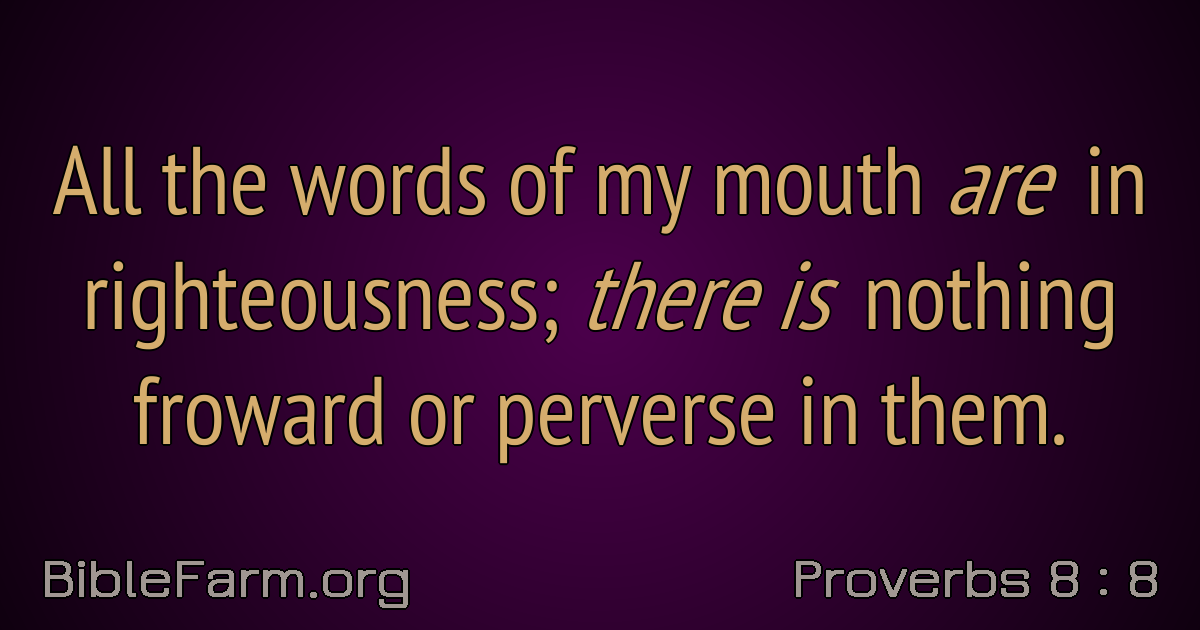 All the words of my mouth are in
righteousness; there is nothing
froward or perverse in them.
BibleFarm.org
Proverbs 8 : 8